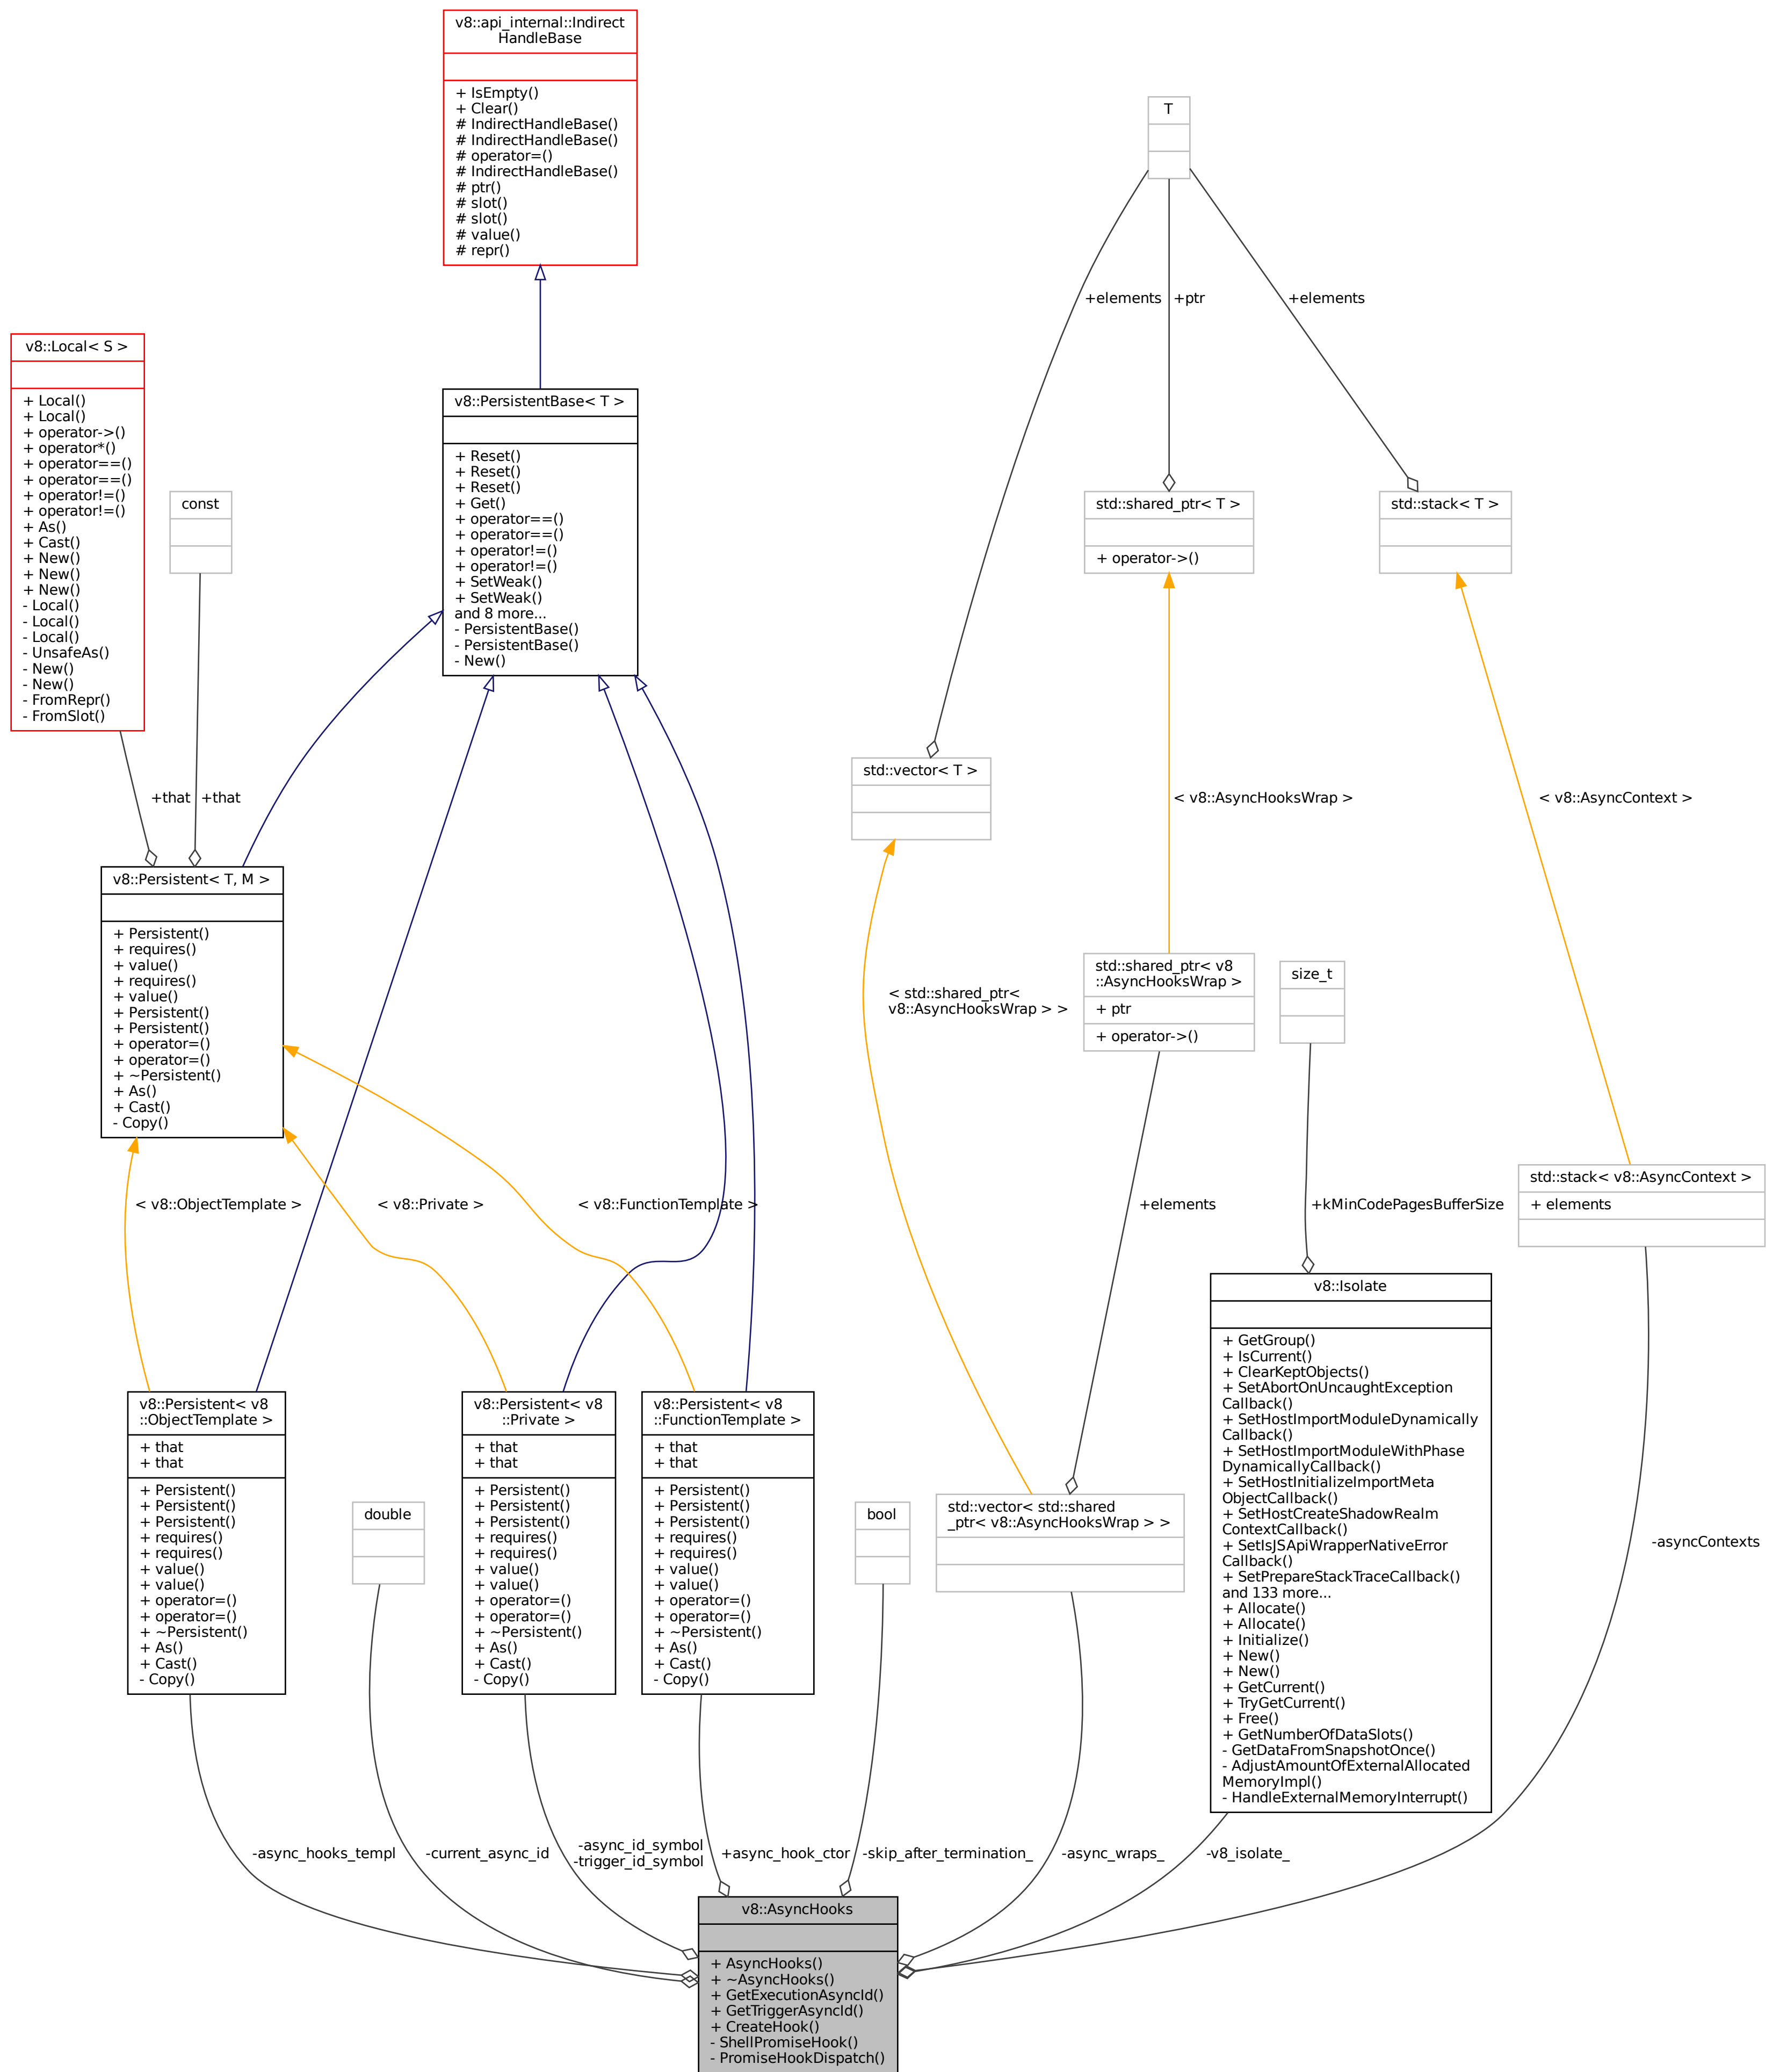 v8::api_internal::Indirect
HandleBase
+ IsEmpty()
+ Clear()
# IndirectHandleBase()
# IndirectHandleBase()
# operator=()
# IndirectHandleBase()
# ptr()
# slot()
# slot()
# value()
# repr()
T
+elements
+ptr
+elements
v8::Local< S >
+ Local()
+ Local()
+ operator->()
+ operator*()
+ operator==()
+ operator==()
+ operator!=()
+ operator!=()
+ As()
+ Cast()
+ New()
+ New()
+ New()
- Local()
- Local()
- Local()
- UnsafeAs()
- New()
- New()
- FromRepr()
- FromSlot()
const
v8::PersistentBase< T >
+ Reset()
+ Reset()
+ Reset()
+ Get()
+ operator==()
+ operator==()
+ operator!=()
+ operator!=()
+ SetWeak()
+ SetWeak()
and 8 more...
- PersistentBase()
- PersistentBase()
- New()
std::shared_ptr< T >
+ operator->()
std::stack< T >
std::vector< T >
+that
+that
< v8::AsyncHooksWrap >
< v8::AsyncContext >
v8::Persistent< T, M >
+ Persistent()
+ requires()
+ value()
+ requires()
+ value()
+ Persistent()
+ Persistent()
+ operator=()
+ operator=()
+ ~Persistent()
+ As()
+ Cast()
- Copy()
< std::shared_ptr<
v8::AsyncHooksWrap > >
std::shared_ptr< v8
::AsyncHooksWrap >
+ ptr
+ operator->()
size_t
< v8::ObjectTemplate >
< v8::Private >
< v8::FunctionTemplate >
+elements
+kMinCodePagesBufferSize
std::stack< v8::AsyncContext >
+ elements
v8::Persistent< v8
::ObjectTemplate >
+ that
+ that
+ Persistent()
+ Persistent()
+ Persistent()
+ requires()
+ requires()
+ value()
+ value()
+ operator=()
+ operator=()
+ ~Persistent()
+ As()
+ Cast()
- Copy()
double
v8::Persistent< v8
::Private >
+ that
+ that
+ Persistent()
+ Persistent()
+ Persistent()
+ requires()
+ requires()
+ value()
+ value()
+ operator=()
+ operator=()
+ ~Persistent()
+ As()
+ Cast()
- Copy()
v8::Persistent< v8
::FunctionTemplate >
+ that
+ that
+ Persistent()
+ Persistent()
+ Persistent()
+ requires()
+ requires()
+ value()
+ value()
+ operator=()
+ operator=()
+ ~Persistent()
+ As()
+ Cast()
- Copy()
bool
std::vector< std::shared
_ptr< v8::AsyncHooksWrap > >
v8::Isolate
+ GetGroup()
+ IsCurrent()
+ ClearKeptObjects()
+ SetAbortOnUncaughtException
Callback()
+ SetHostImportModuleDynamically
Callback()
+ SetHostImportModuleWithPhase
DynamicallyCallback()
+ SetHostInitializeImportMeta
ObjectCallback()
+ SetHostCreateShadowRealm
ContextCallback()
+ SetIsJSApiWrapperNativeError
Callback()
+ SetPrepareStackTraceCallback()
and 133 more...
+ Allocate()
+ Allocate()
+ Initialize()
+ New()
+ New()
+ GetCurrent()
+ TryGetCurrent()
+ Free()
+ GetNumberOfDataSlots()
- GetDataFromSnapshotOnce()
- AdjustAmountOfExternalAllocated
MemoryImpl()
- HandleExternalMemoryInterrupt()
-asyncContexts
-async_hooks_templ
-current_async_id
-async_id_symbol
-trigger_id_symbol
+async_hook_ctor
-skip_after_termination_
-async_wraps_
-v8_isolate_
v8::AsyncHooks
+ AsyncHooks()
+ ~AsyncHooks()
+ GetExecutionAsyncId()
+ GetTriggerAsyncId()
+ CreateHook()
- ShellPromiseHook()
- PromiseHookDispatch()